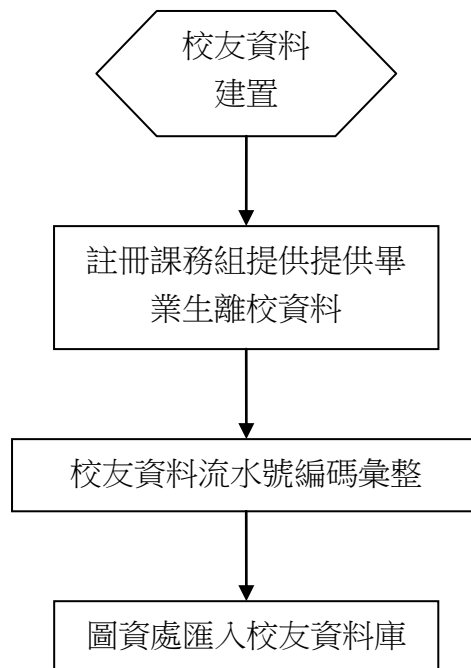 校友資料
建置
註冊課務組提供提供畢
業生離校資料
校友資料流水號編碼彙整
圖資處匯入校友資料庫